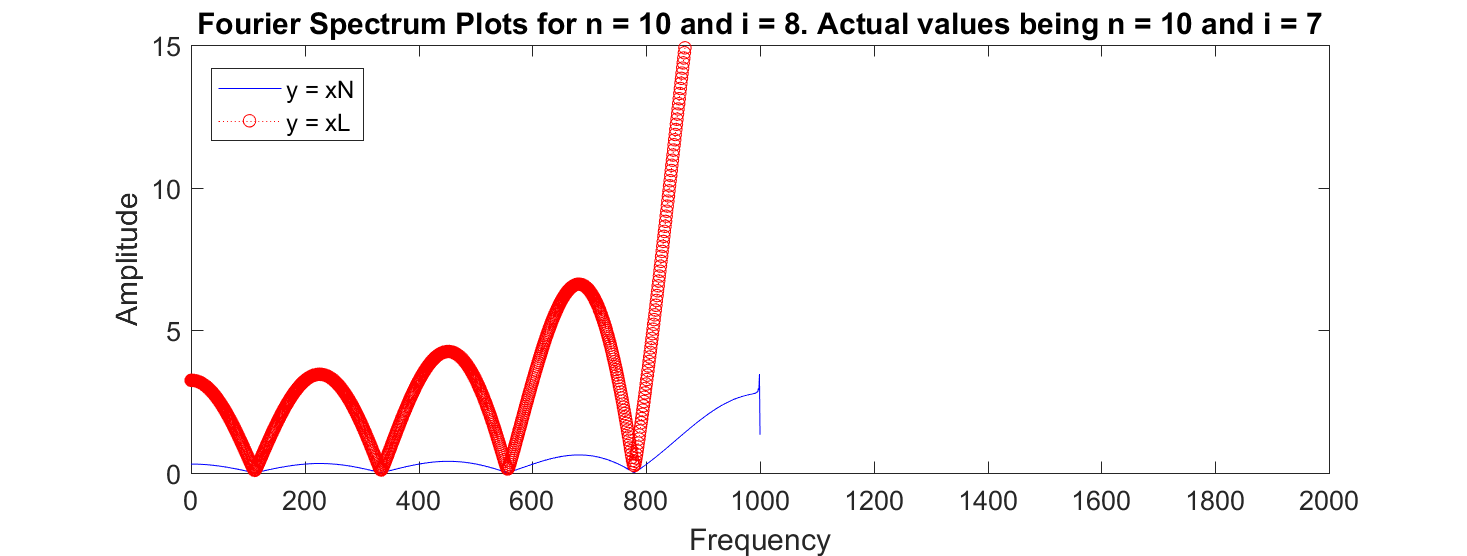 Fourier Spectrum Plots for n = 10 and i = 8. Actual values being n = 10 and i = 7
15
y = xN
y = xL
10
Amplitude
5
0
0 200 400 600 800 1000 1200 1400 1600 1800 2000
Frequency